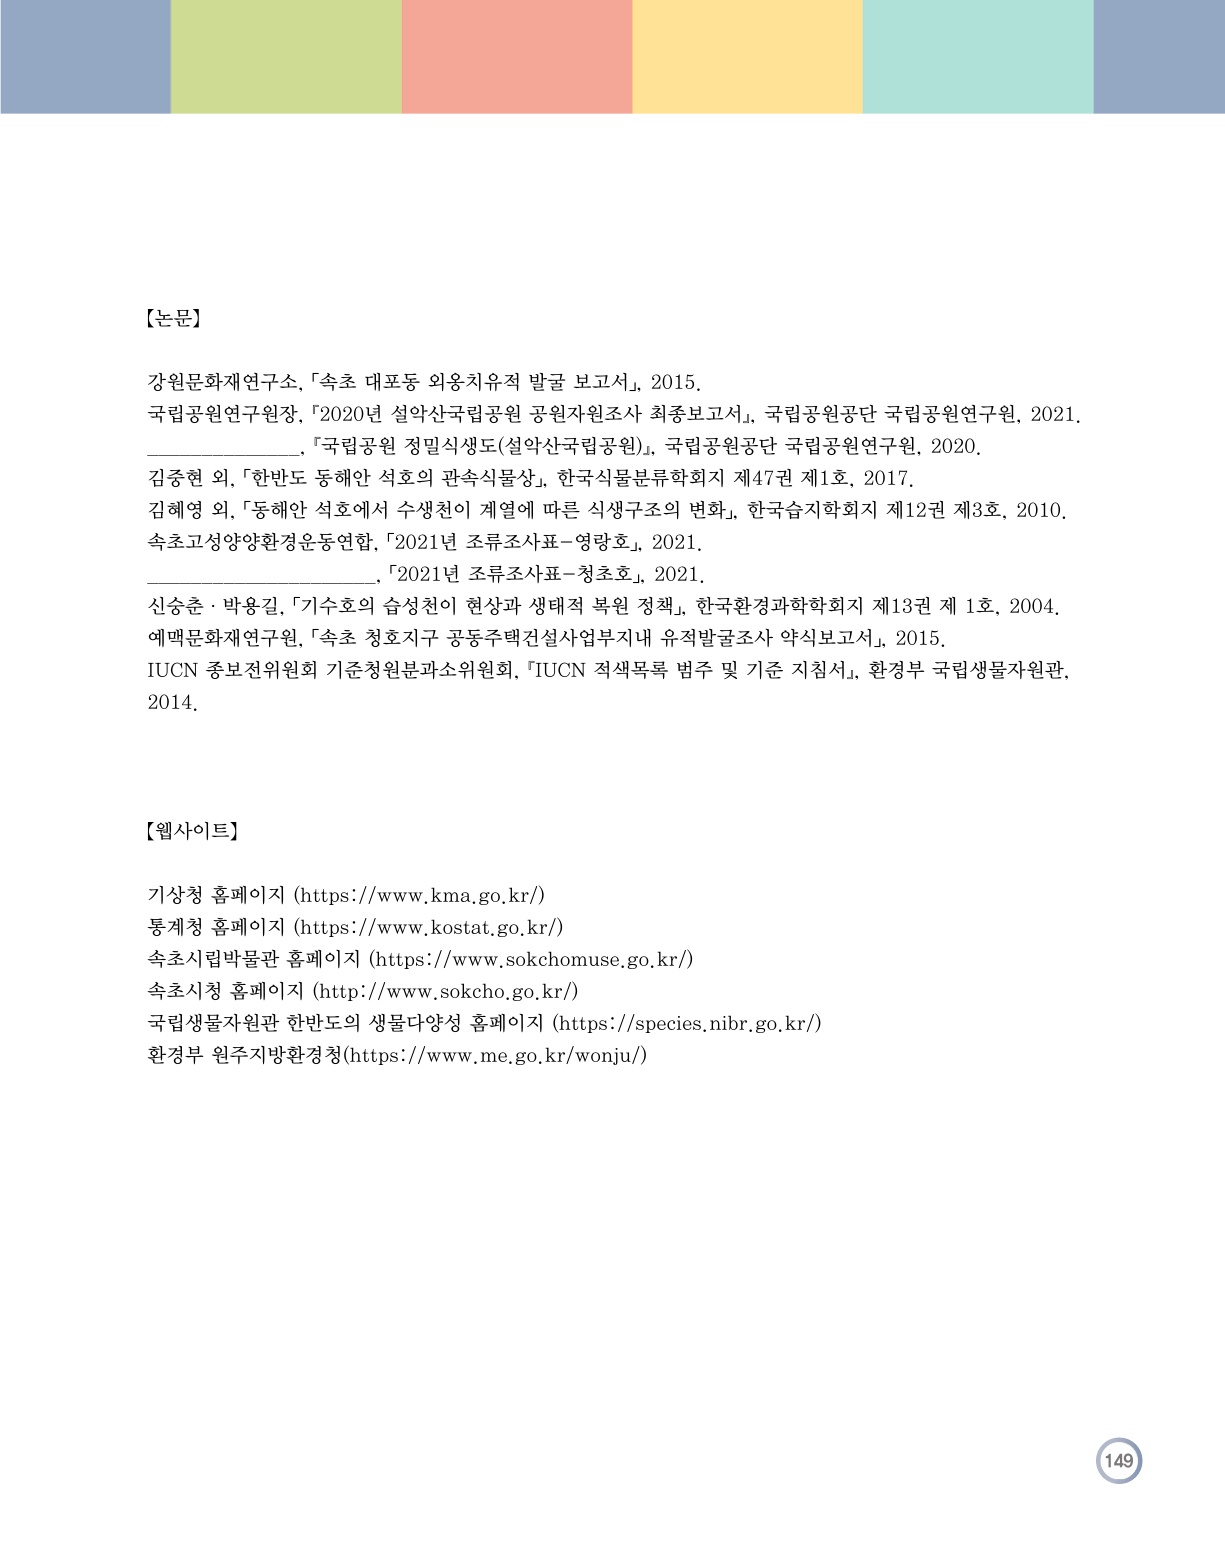 【논문】
강원문화재연구소, 「속초 대포동 외옹치유적 발굴 보고서」, 2015.
국립공원연구원장, 『2020년 설악산국립공원 공원자원조사 최종보고서』, 국립공원공단 국립공원연구원, 2021.
______________, 『국립공원 정밀식생도(설악산국립공원)』, 국립공원공단 국립공원연구원, 2020.
김중현 외, 「한반도 동해안 석호의 관속식물상」, 한국식물분류학회지 제47권 제1호, 2017.
김혜영 외, 「동해안 석호에서 수생천이 계열에 따른 식생구조의 변화」, 한국습지학회지 제12권 제3호, 2010.
속초고성양양환경운동연합, 「2021년 조류조사표-영랑호」, 2021.
_____________________, 「2021년 조류조사표-청초호」, 2021.
신승춘 · 박용길, 「기수호의 습성천이 현상과 생태적 복원 정책」, 한국환경과학학회지 제13권 제 1호, 2004.
예맥문화재연구원, 「속초 청호지구 공동주택건설사업부지내 유적발굴조사 약식보고서」, 2015.
IUCN 종보전위원회 기준청원분과소위원회, 『IUCN 적색목록 범주 및 기준 지침서』, 환경부 국립생물자원관,
2014.
【웹사이트】
기상청 홈페이지 (https://www.kma.go.kr/)
통계청 홈페이지 (https://www.kostat.go.kr/)
속초시립박물관 홈페이지 (https://www.sokchomuse.go.kr/)
속초시청 홈페이지 (http://www.sokcho.go.kr/)
국립생물자원관 한반도의 생물다양성 홈페이지 (https://species.nibr.go.kr/)
환경부 원주지방환경청(https://www.me.go.kr/wonju/)
149